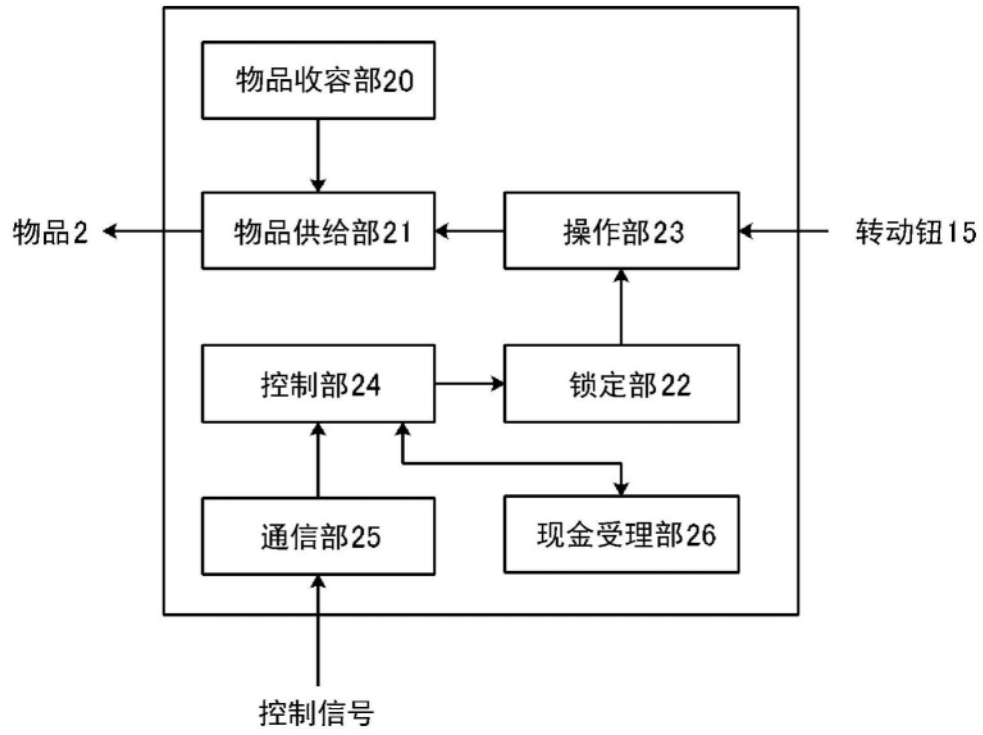 物品收容部20
物品2
物品供给部21
操作部23
转动钮15
控制部24
锁定部22
通信部25
现金受理部26
控制信号